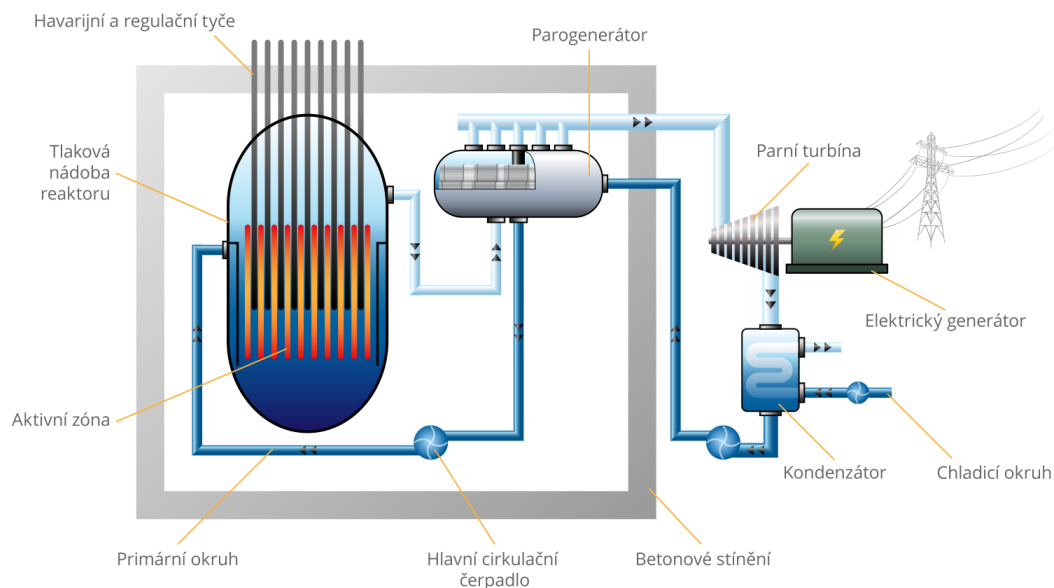 Havarijní a regulační tyče
Parogenerátor
Tlaková
nádoba
reaktoru
Parní turbína
Elektrický generátor
Aktivní zóna
Kondenzátor
Chladicí okruh
Primární okruh
Hlavní cirkulační
čerpadlo
Betonové stínění